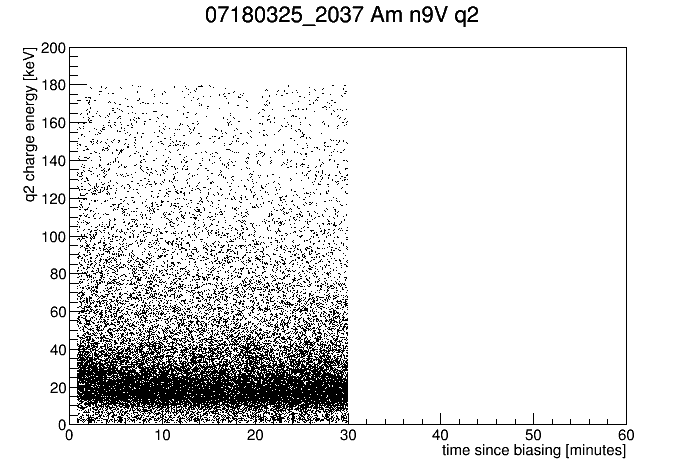 07180325_2037 Am n9V q2
q2 charge energy [keV]
200
180
160
140
120
100
80
60
40
20
0
0 10 20 30 40 50 60
time since biasing [minutes]